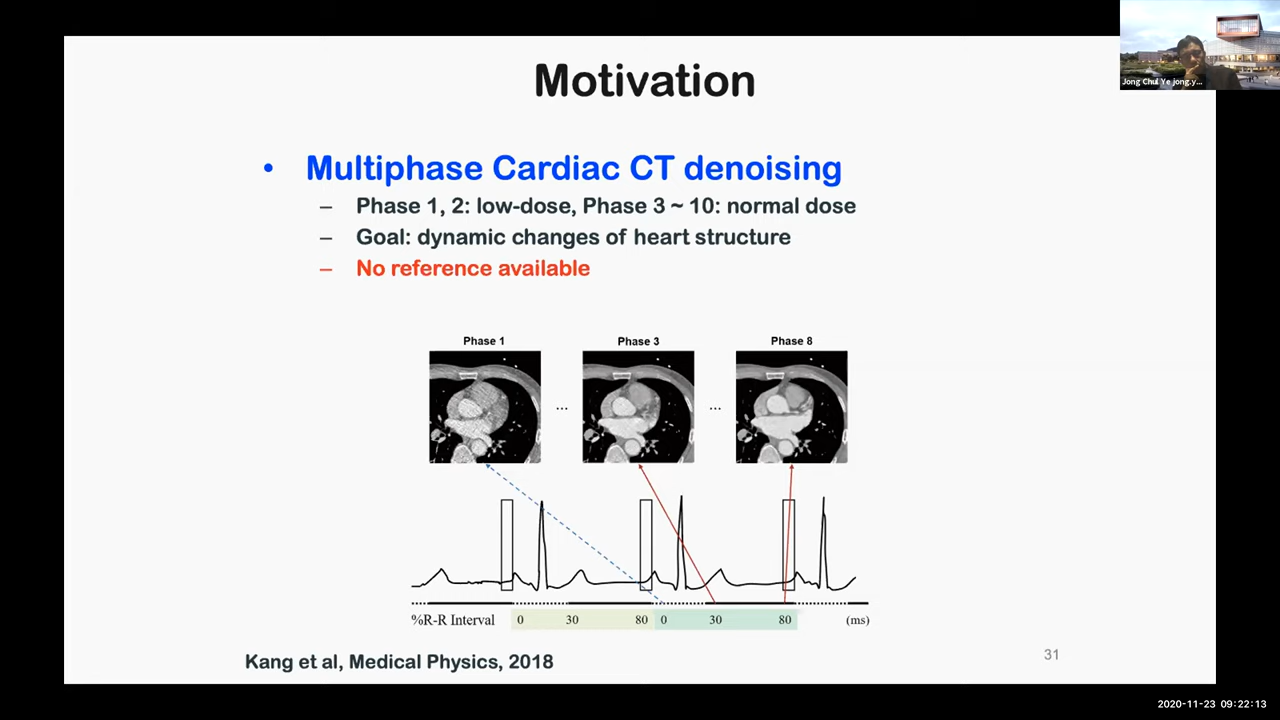 Motivation
Jong Chul Ye jong.y...
• Multiphase Cardiac CT denoising
– Phase 1, 2: low-dose, Phase 3 ~ 10: normal dose
– Goal: dynamic changes of heart structure
– No reference available
Phase 1 Phase 3 Phase 8
... ...
%R-R Interval 0 30 80 0 30 80 (ms)
Kang et al, Medical Physics, 2018
31
2020-11-23 09:22:13